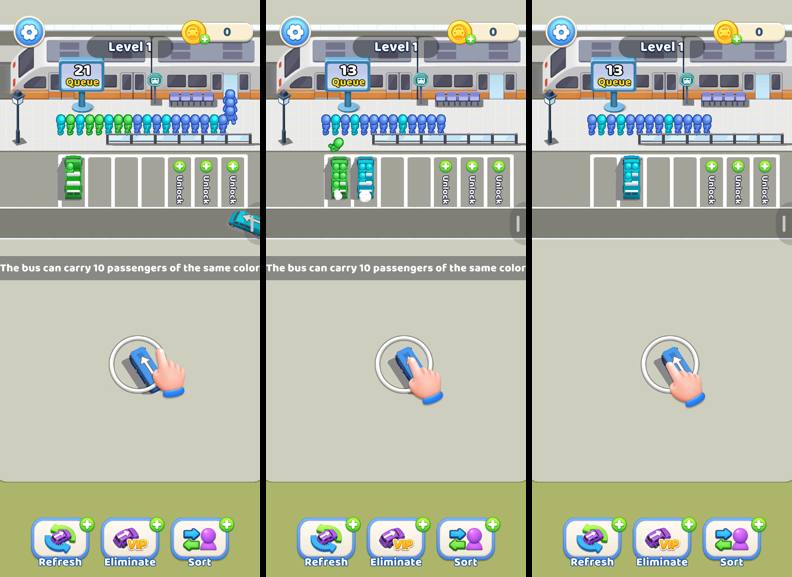 0
Level 1
21
Queue
Unlock
Unlock
Unlock
The bus can carry 10 passengers of the same color
VIP
Refresh
Eliminate
Sort
0
Level 1
13
Queue
Unlock
Unlock
Unlock
The bus can carry 10 passengers of the same color
VIP
Refresh
Eliminate
Sort
0
Level 1
13
Queue
Unlock
Unlock
Unlock
VIP
Refresh
Eliminate
Sort